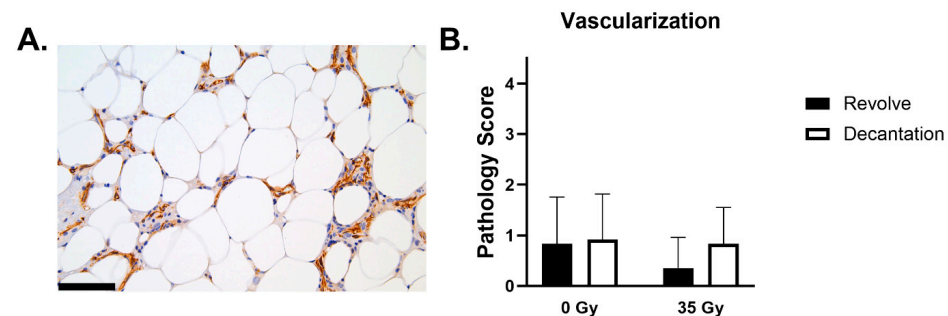 A.
B.
Vascularization
Pathology Score
4
3
2
1
0
0 Gy
35 Gy
Revolve
Decantation